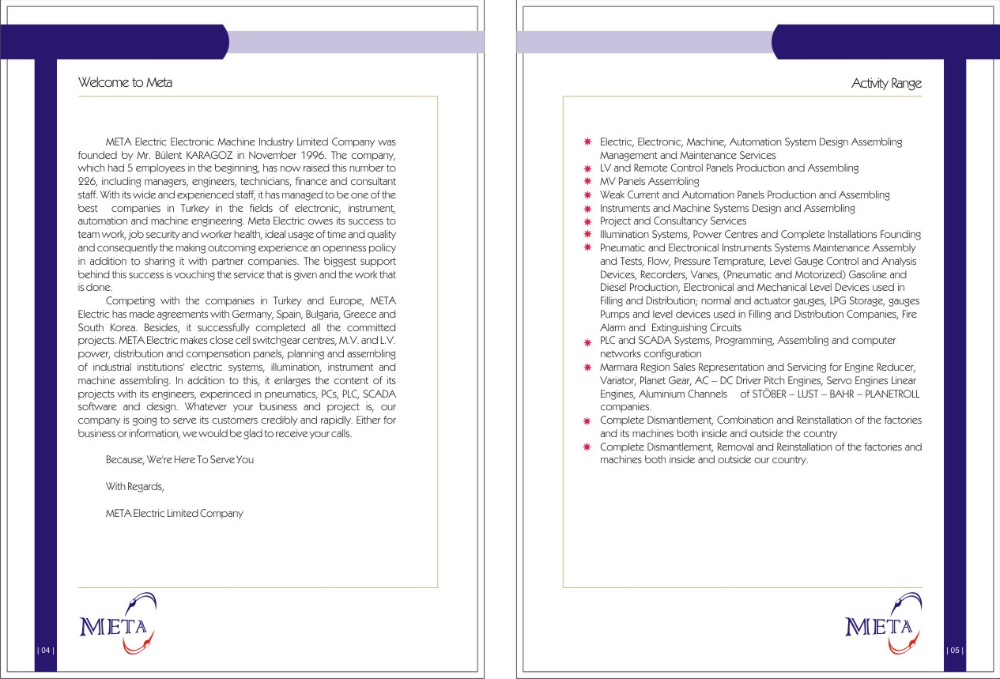 Welcome to Meta
META Electric Electronic Machine Industry Limited Company was
founded by Mr. Bülent KARAGOZ in November 1996. The company,
which had 5 employees in the beginning, has now raised this number to
226, including managers, engineers, technicians, finance and consultant
staff. With its wide and experienced staff, it has managed to be one of the
best companies in Turkey in the fields of electronic, instrument,
automation and machine engineering. Meta Electric owes its success to
team work, job security and worker health, ideal usage of time and quality
and consequently the making outcoming experience an openness policy
in addition to sharing it with partner companies. The biggest support
behind this success is vouching the service that is given and the work that
is done.
Competing with the companies in Turkey and Europe, META
Electric has made agreements with Germany, Spain, Bulgaria, Greece and
South Korea. Besides, it successfully completed all the committed
projects. META Electric makes close cell switchgear centres, M.V. and L.V.
power, distribution and compensation panels, planning and assembling
of industrial institutions' electric systems, illumination, instrument and
machine assembling. In addition to this, it enlarges the content of its
projects with its engineers, experinced in pneumatics, PCs, PLC, SCADA
software and design. Whatever your business and project is, our
company is going to serve its customers credibly and rapidly. Either for
business or information, we would be glad to receive your calls.
Because, We're Here To Serve You
With Regards,
META Electric Limited Company
META
| 04 |
Activity Range
Electric, Electronic, Machine, Automation System Design Assembling
Management and Maintenance Services
LV and Remote Control Panels Production and Assembling
MV Panels Assembling
Weak Current and Automation Panels Production and Assembling
Instruments and Machine Systems Design and Assembling
Project and Consultancy Services
Illumination Systems, Power Centres and Complete Installations Founding
Pneumatic and Electronical Instruments Systems Maintenance Assembly
and Tests, Flow, Pressure Temprature, Level Gauge Control and Analysis
Devices, Recorders, Vanes, (Pneumatic and Motorized) Gasoline and
Diesel Production, Electronical and Mechanical Level Devices used in
Filling and Distribution; normal and actuator gauges, LPG Storage, gauges
Pumps and level devices used in Filling and Distribution Companies, Fire
Alarm and Extinguishing Circuits
PLC and SCADA Systems, Programming, Assembling and computer
networks configuration
Marmara Region Sales Representation and Servicing for Engine Reducer,
Variator, Planet Gear, AC – DC Driver Pitch Engines, Servo Engines Linear
Engines, Aluminium Channels of STÖBER – LUST – BAHR – PLANETROLL
companies.
Complete Dismantlement, Combination and Reinstallation of the factories
and its machines both inside and outside the country
Complete Dismantlement, Removal and Reinstallation of the factories and
machines both inside and outside our country.
META
| 05 |